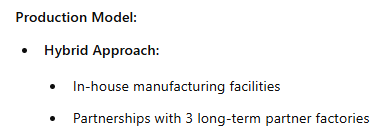 Production Model:
Hybrid Approach:
In-house manufacturing facilities
Partnerships with 3 long-term partner factories